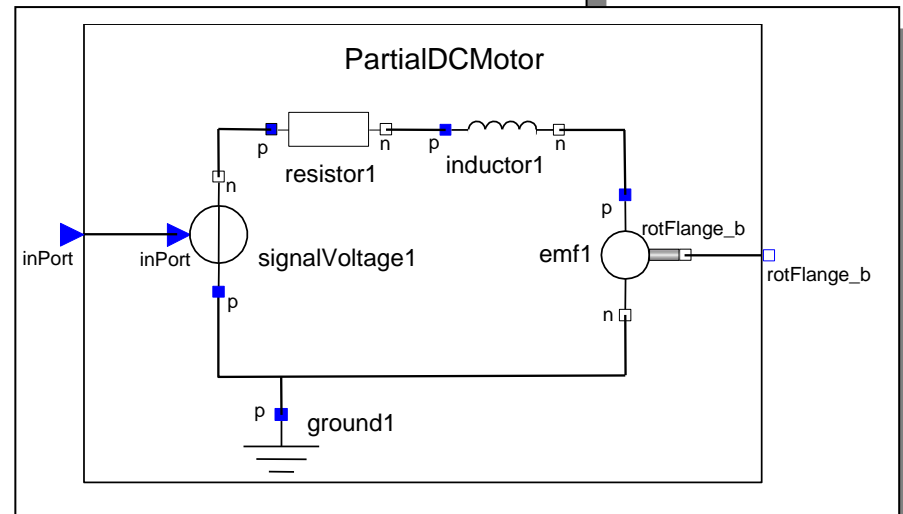 PartialDCMotor
p
n
p
n
resistor1
inductor1
n
p
rotFlange_b
inPort
inPort
signalVoltage1
emf1
rotFlange_b
p
n
p
ground1